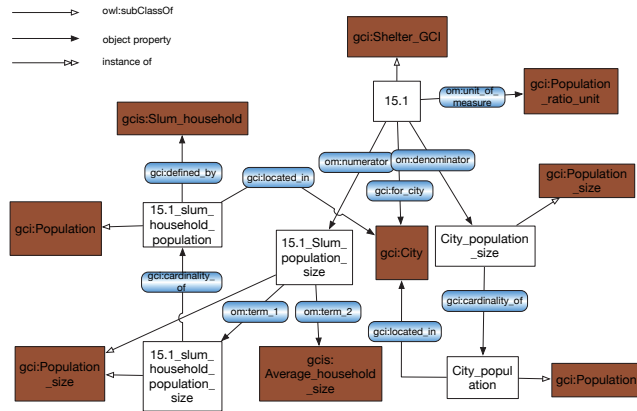 owl:subClassOf
object property
instance of
gci:Shelter_GCI
15.1
om:unit_of_
measure
gci:Population
_ratio_unit
gcis:Slum_household
gci:defined_by
gci:located_in
om:numerator
om:denominator
gci:for_city
gci:Population
_size
gci:Population
15.1_slum_
household_
population
15.1_Slum_
population_
size
gci:City
City_population
_size
gci:cardinality_
of
gci:cardinality_of
om:term_1
om:term_2
gci:located_in
gci:Population
_size
15.1_slum_
household_
population_
size
gcis:
Average_household
_size
City_popul
ation
gci:Population